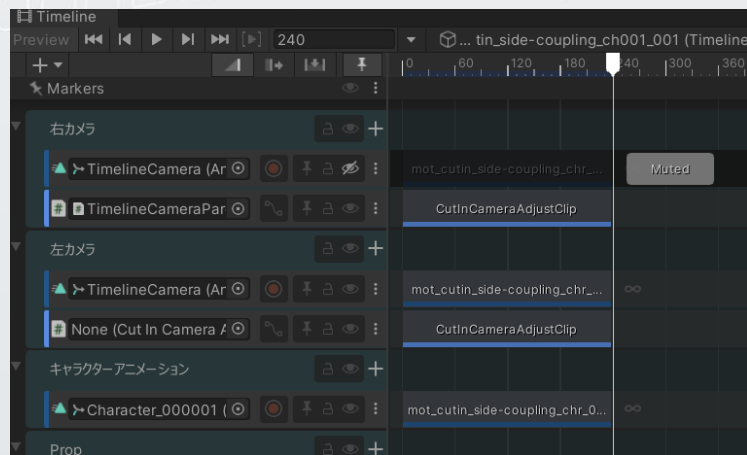 Timeline
Preview 240 ... tin_side-coupling_ch001_001 (Timeline
0 60 120 180 240 300 360
Markers
右カメラ
TimelineCamera (Ar mot_cutin_side-coupling_chr_... Muted
# TimelineCameraPar CutInCameraAdjustClip
左カメラ
TimelineCamera (Ar mot_cutin_side-coupling_chr_... ∞
# None (Cut In Camera A CutInCameraAdjustClip
キャラクターアニメーション
Character_000001 ( mot_cutin_side-coupling_chr_0... ∞
Prop